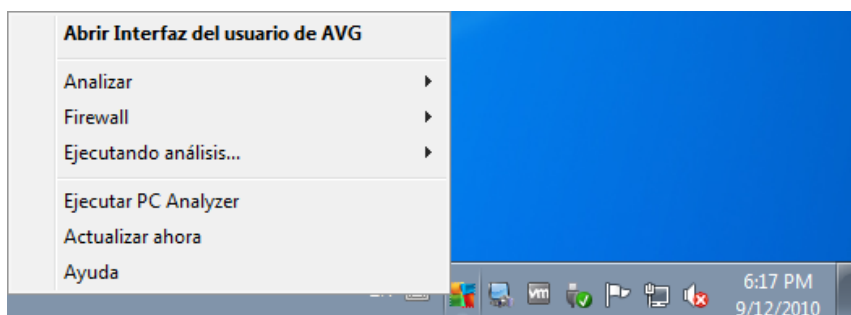 Abrir Interfaz del usuario de AVG
Analizar
Firewall
Ejecutando análisis...
Ejecutar PC Analyzer
Actualizar ahora
Ayuda
vm
6:17 PM
9/12/2010